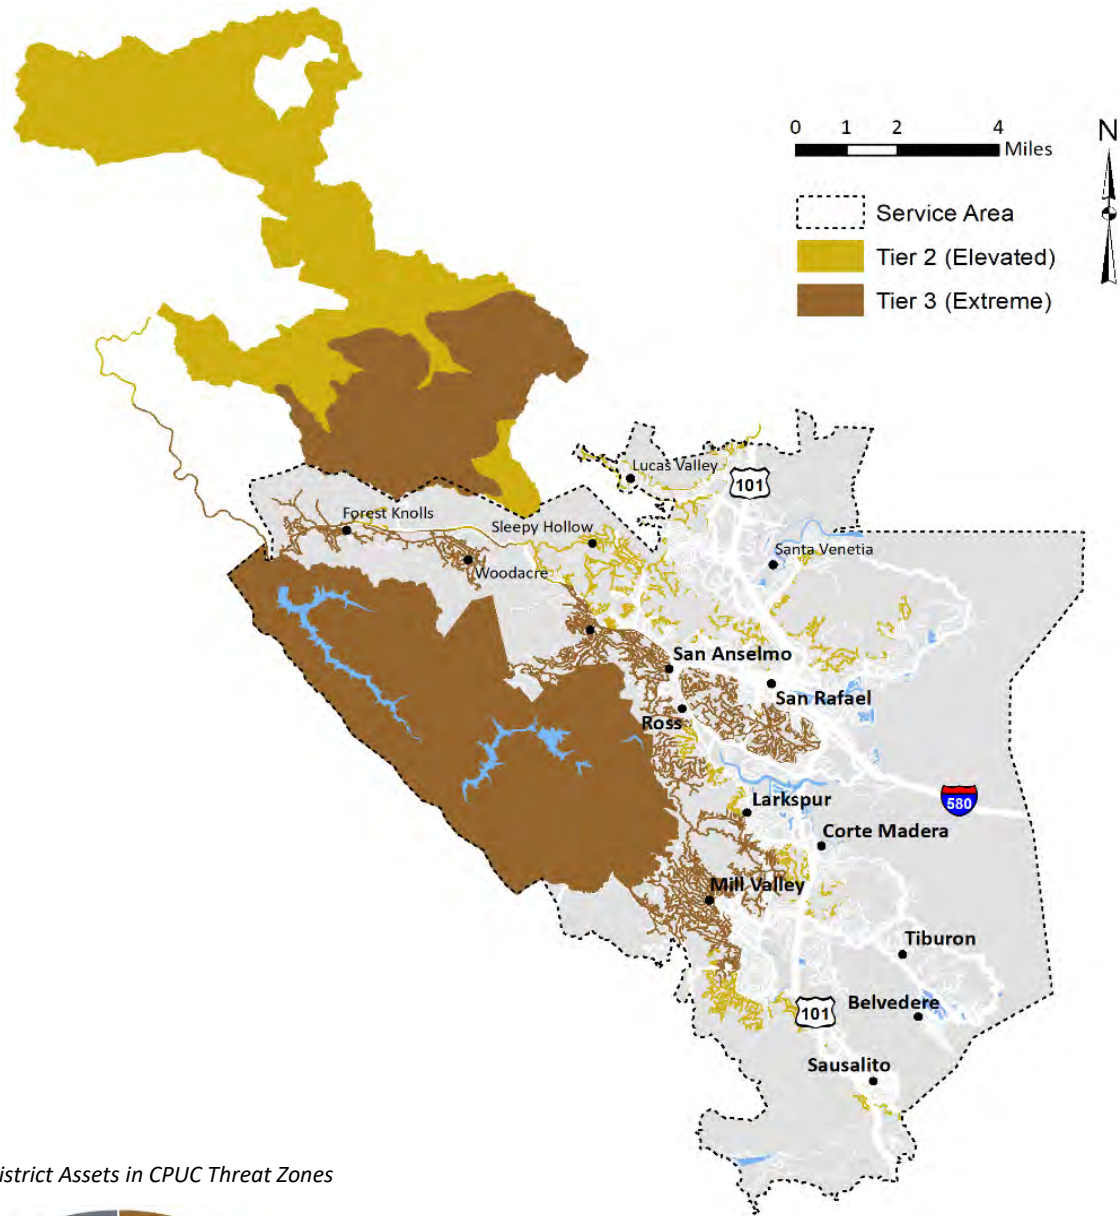 0 1 2 4
Miles
N
Service Area
Tier 2 (Elevated)
Tier 3 (Extreme)
Lucas Valley
101
Forest Knolls
Sleepy Hollow
Santa Venetia
Woodacre
San Anselmo
San Rafael
Ross
580
Larkspur
Corte Madera
Mill Valley
Tiburon
Belvedere
101
Sausalito
istrict Assets in CPUC Threat Zones